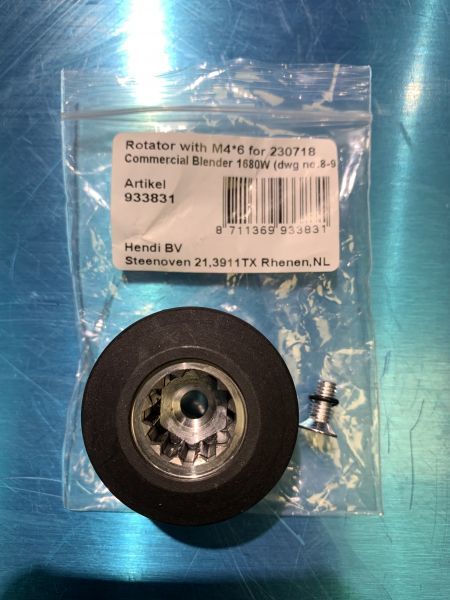 Rotator with M4*6 for 230718
Commercial Blender 1680W (dwg no.8-9
Artikel
933831
8 711369 933831
Hendi BV
Steenoven 21,3911TX Rhenen,NL